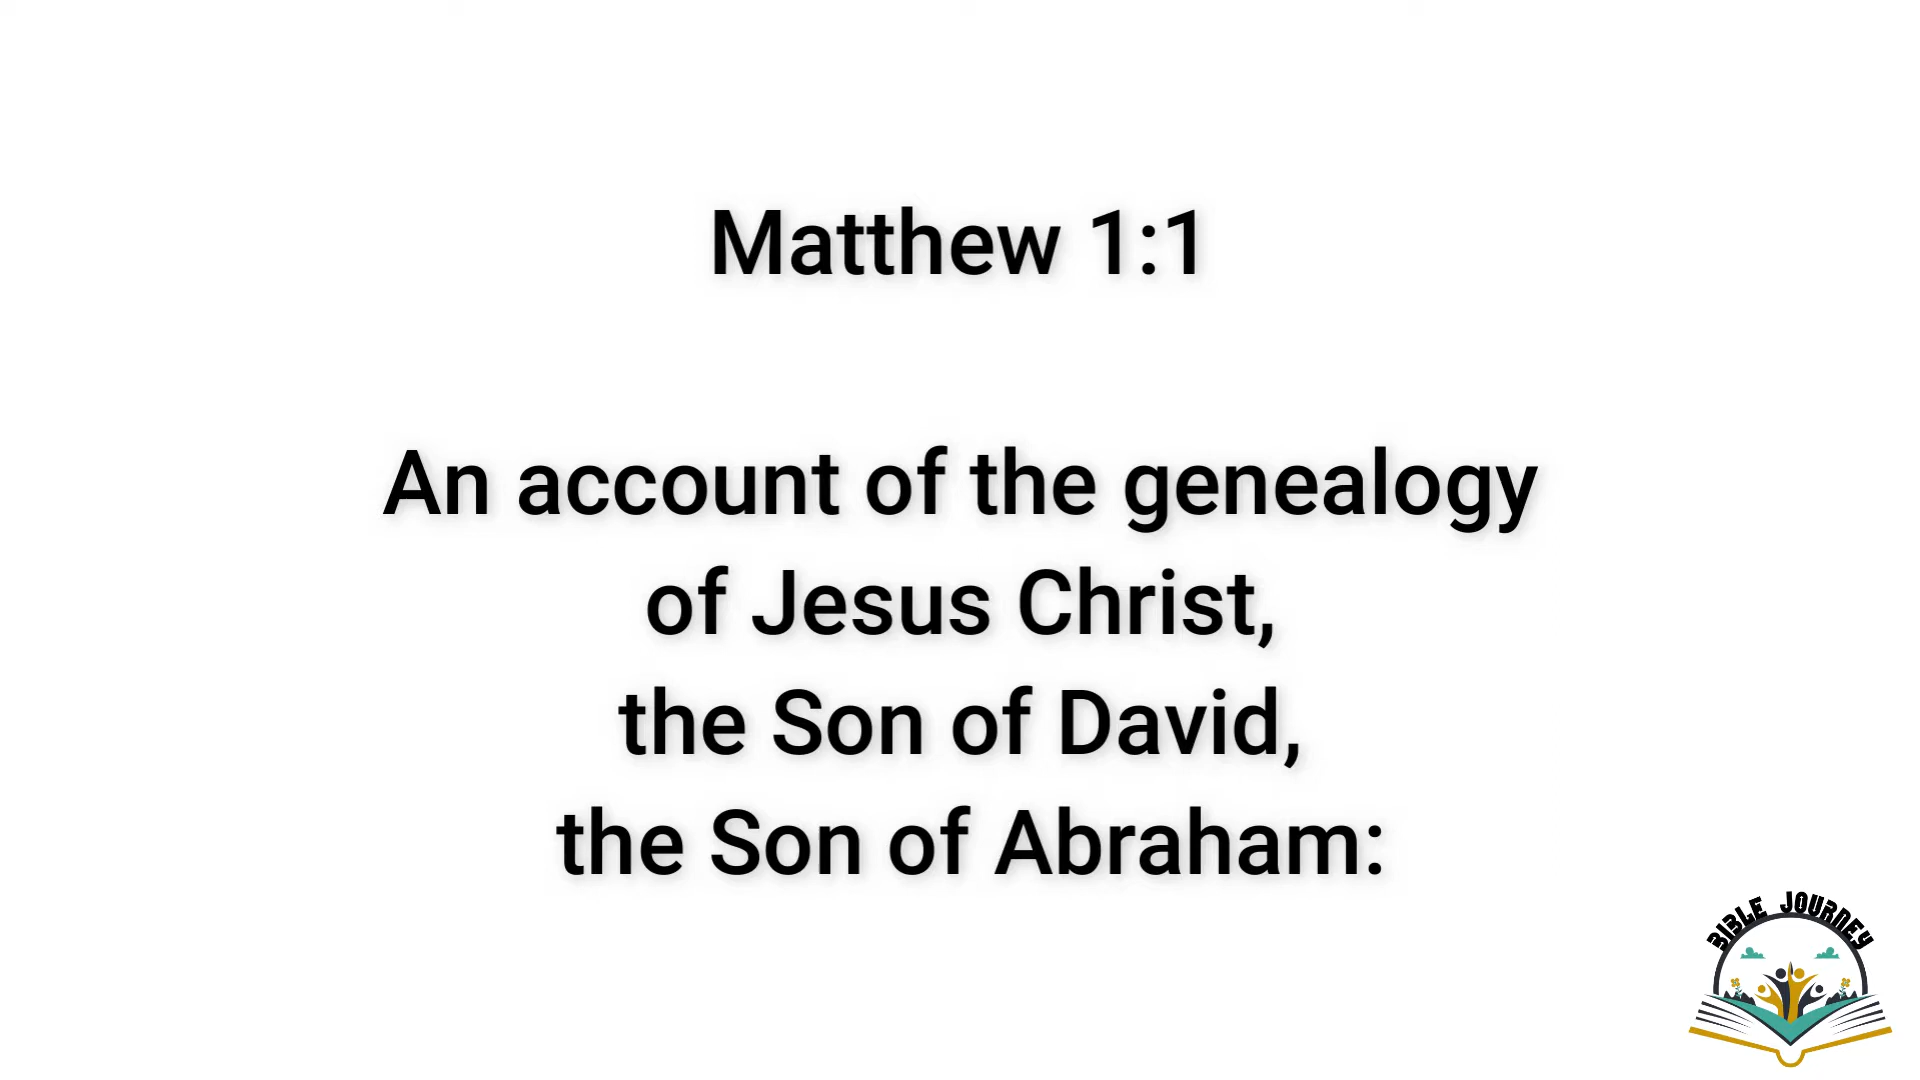 Matthew 1:1
An account of the genealogy
of Jesus Christ,
the Son of David,
the Son of Abraham:
BIBLE JOURNEY